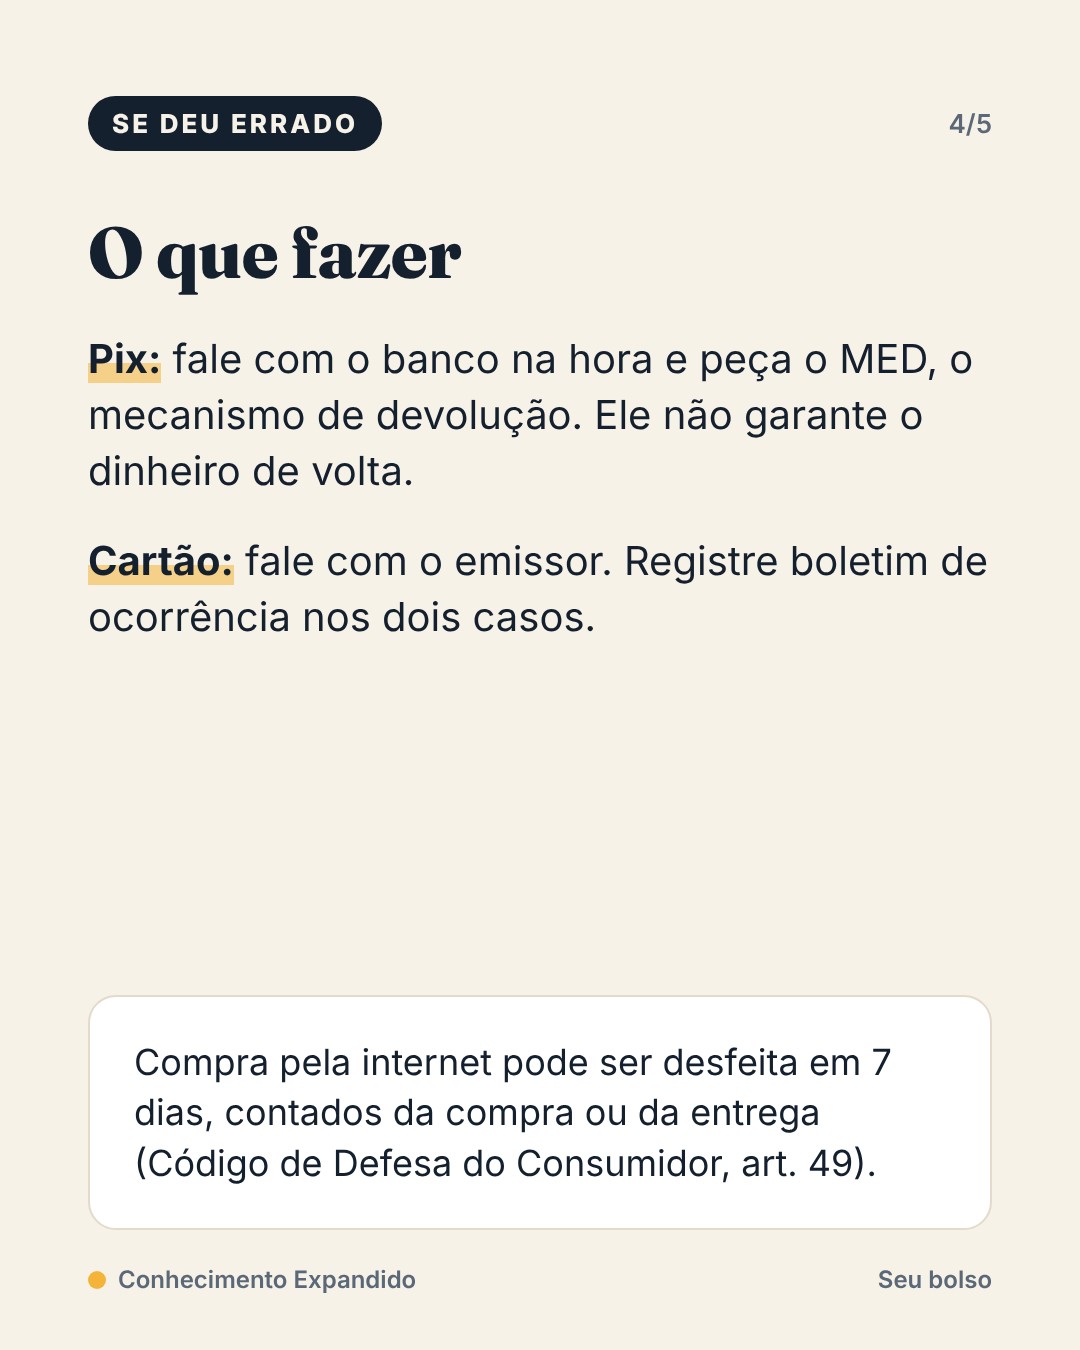 SE DEU ERRADO
4/5
O que fazer
Pix: fale com o banco na hora e peça o MED, o
mecanismo de devolução. Ele não garante o
dinheiro de volta.
Cartão: fale com o emissor. Registre boletim de
ocorrência nos dois casos.
Compra pela internet pode ser desfeita em 7
dias, contados da compra ou da entrega
(Código de Defesa do Consumidor, art. 49).
Conhecimento Expandido
Seu bolso